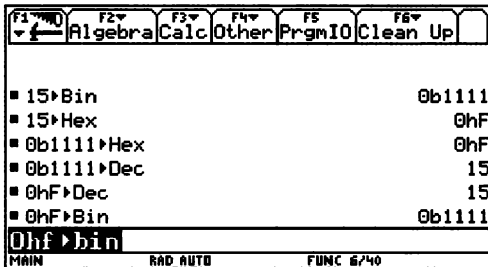 F1 F2 Algebra F3 Calc F4 Other F5 PrgmIO F6 Clean Up
15▸Bin 0b1111
15▸Hex 0hF
0b1111▸Hex 0hF
0b1111▸Dec 15
0hF▸Dec 15
0hF▸Bin 0b1111
0hf▸bin
MAIN RAD AUTO FUNC 6/40